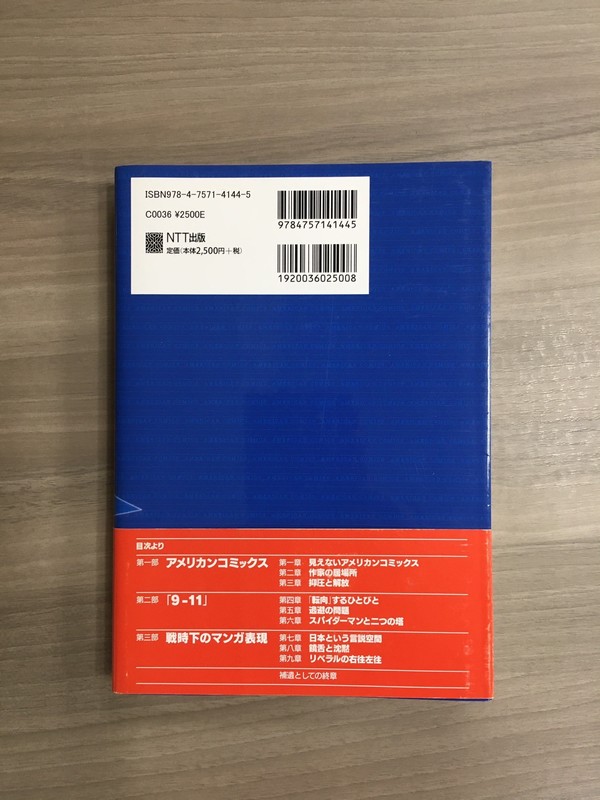 ISBN978-4-7571-4144-5
C0036 ¥2500E
NTT出版
定価(本体2,500円+税)
9784757141445
1920036025008
目次より
第一部 アメリカンコミックス
第一章 見えないアメリカンコミックス
第二章 作家の居場所
第三章 抑圧と解放
第二部 「9-11」
第四章 「転向」するひとびと
第五章 逃避の問題
第六章 スパイダーマンと二つの塔
第三部 戦時下のマンガ表現
第七章 日本という言説空間
第八章 饒舌と沈黙
第九章 リベラルの右往左往
補遺としての終章